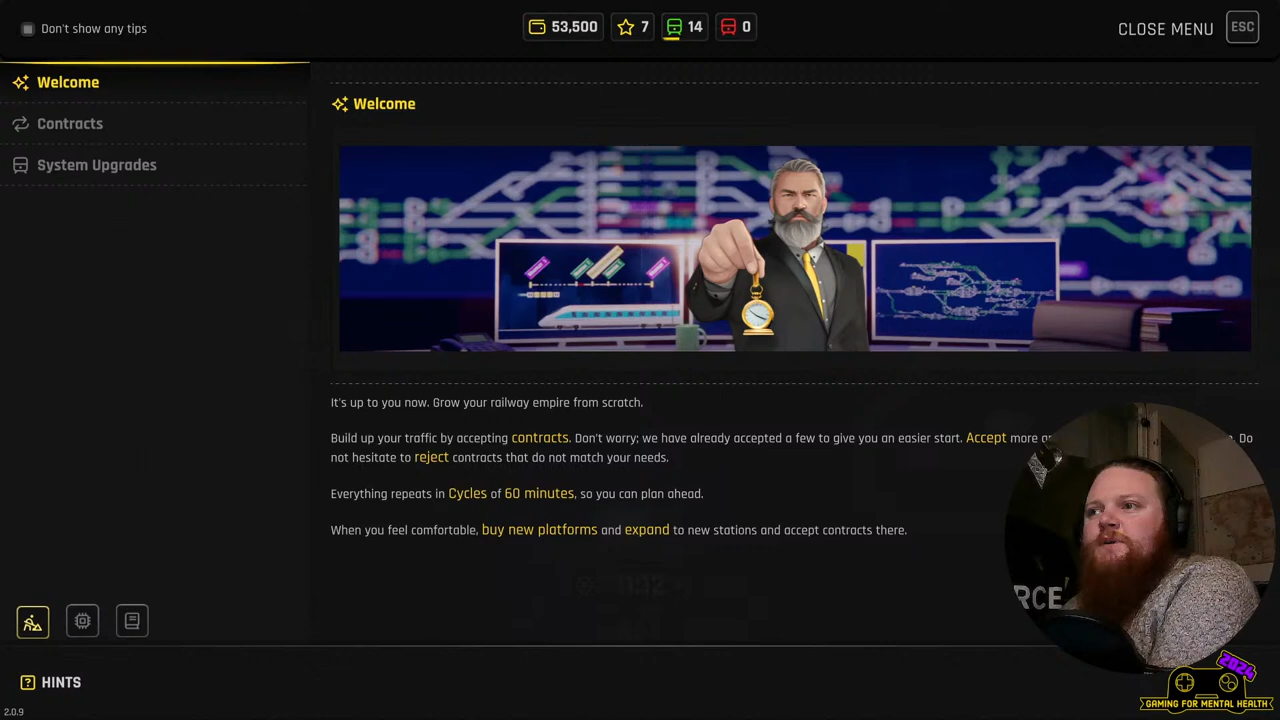 Don't show any tips
53,500
7
14
0
CLOSE MENU
ESC
Welcome
Contracts
System Upgrades
Welcome
It's up to you now. Grow your railway empire from scratch.
Build up your traffic by accepting contracts. Don't worry; we have already accepted a few to give you an easier start. Accept more Do
not hesitate to reject contracts that do not match your needs.
Everything repeats in Cycles of 60 minutes, so you can plan ahead.
When you feel comfortable, buy new platforms and expand to new stations and accept contracts there.
RCE
HINTS
2.0.9
2024
GAMING FOR MENTAL HEALTH